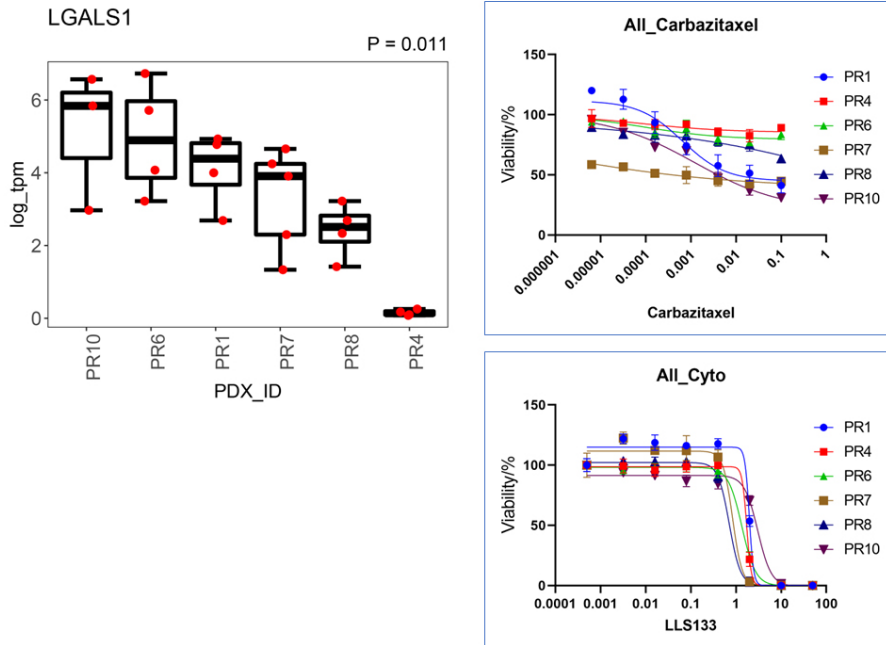 LGALS1
P = 0.011
log_tpm
6
4
2
0
PR10
PR6
PR1
PR7
PR8
PR4
PDX_ID
All_Carbazitaxel
Viability/%
150
100
50
0
0.000001
0.00001
0.0001
0.001
0.01
0.1
1
Carbazitaxel
PR1
PR4
PR6
PR7
PR8
PR10
All_Cyto
Viability/%
150
100
50
0
0.0001
0.001
0.01
0.1
1
10
100
LLS133
PR1
PR4
PR6
PR7
PR8
PR10